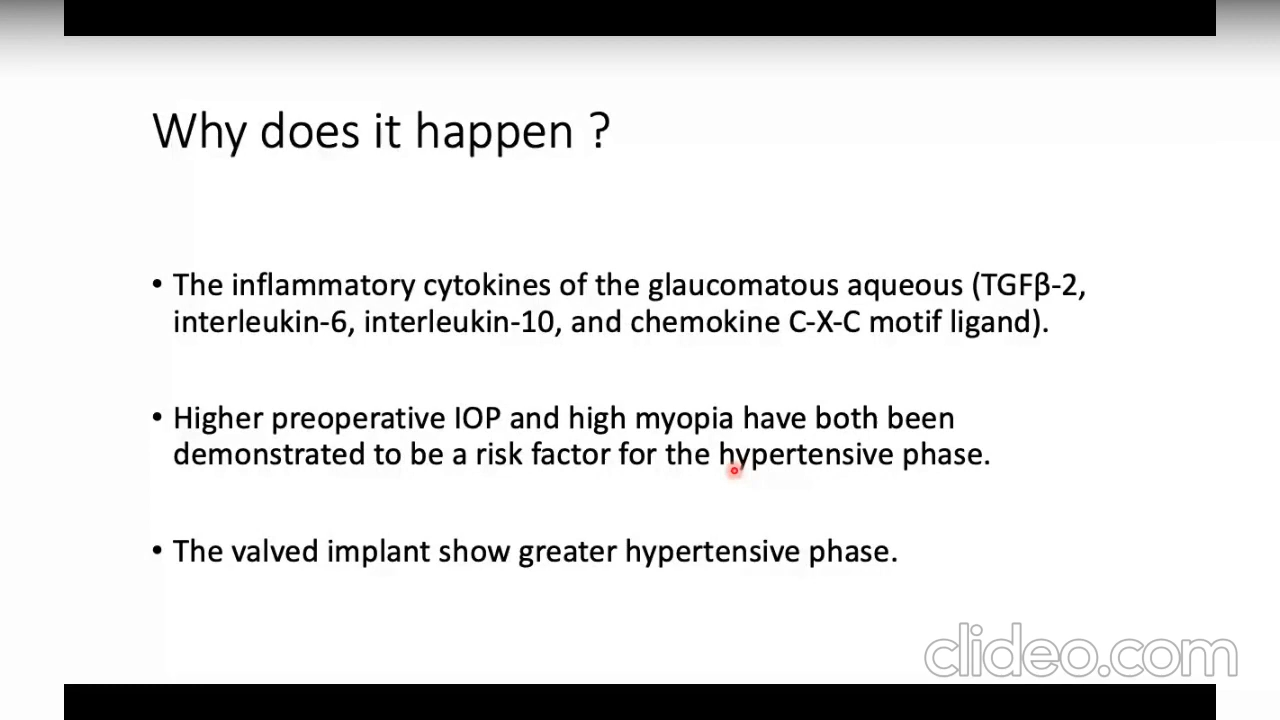 Why does it happen ?
• The inflammatory cytokines of the glaucomatous aqueous (TGFβ-2,
interleukin-6, interleukin-10, and chemokine C-X-C motif ligand).
• Higher preoperative IOP and high myopia have both been
demonstrated to be a risk factor for the hypertensive phase.
• The valved implant show greater hypertensive phase.
clideo.com